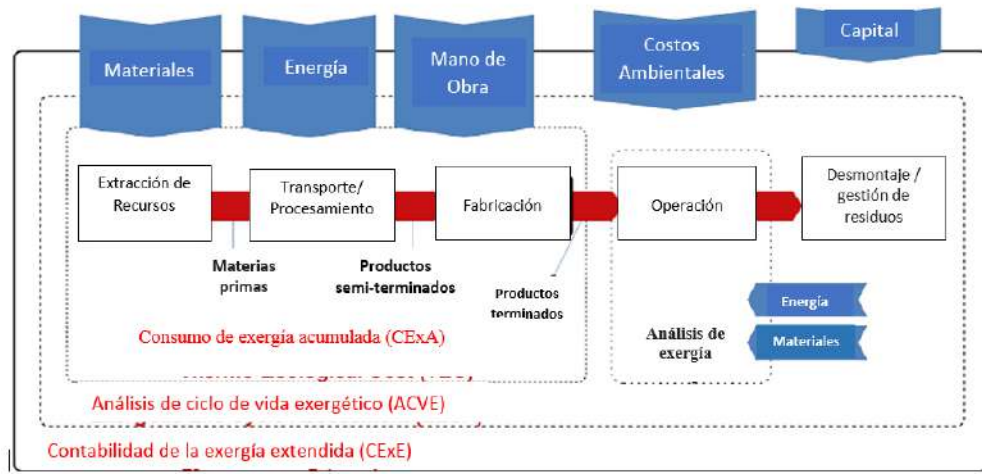 Materiales
Energía
Mano de
Obra
Costos
Ambientales
Capital
Extracción de
Recursos
Transporte/
Procesamiento
Fabricación
Operación
Desmontaje /
gestión de
residuos
Materias
primas
Productos
semi-terminados
Productos
terminados
Energía
Materiales
Análisis de
exergía
Consumo de exergía acumulada (CExA)
Análisis de ciclo de vida exergético (ACVE)
Contabilidad de la exergía extendida (CExE)